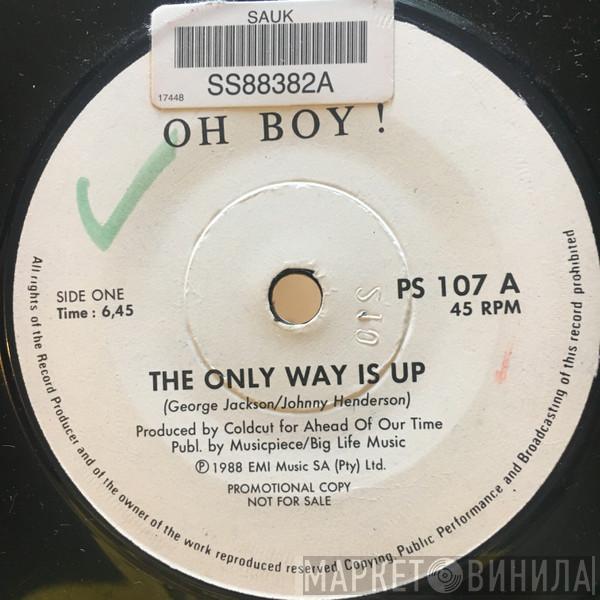 SAUK
17448
SS88382A
OH BOY !
SIDE ONE
Time : 6,45
PS 107 A
45 RPM
S10
THE ONLY WAY IS UP
(George Jackson/Johnny Henderson)
Produced by Coldcut for Ahead Of Our Time
Publ. by Musicpiece/Big Life Music
℗ 1988 EMI Music SA (Pty) Ltd.
PROMOTIONAL COPY
NOT FOR SALE
All rights of the Record Producer and of the owner of the work reproduced reserved. Copying, Public Performance and Broadcasting of this record prohibited
МАРКЕТ ВИНИЛА